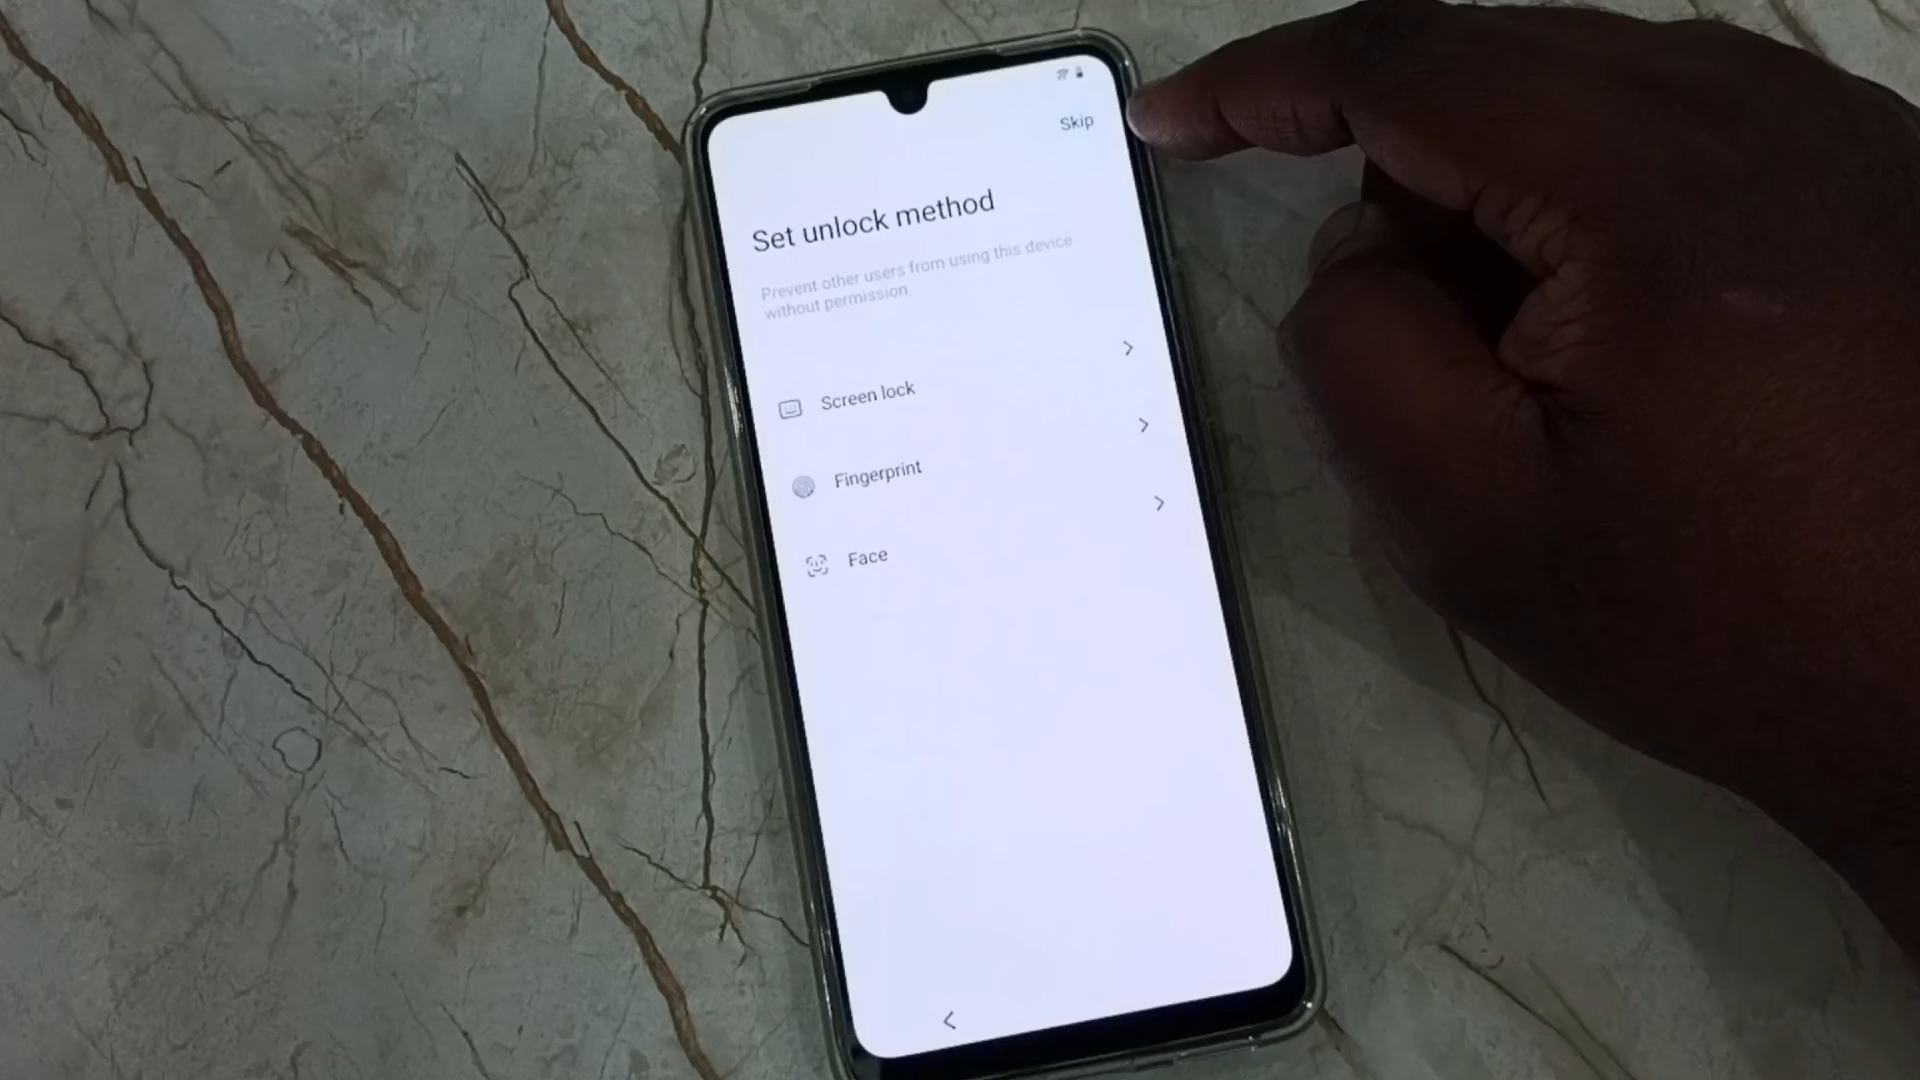 Skip
Set unlock method
Prevent other users from using this device
without permission
Screen lock
Fingerprint
Face